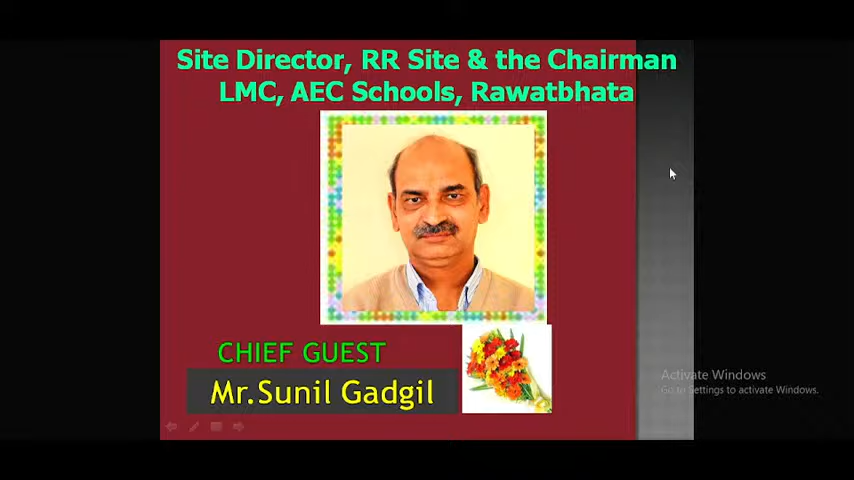 Site Director, RR Site & the Chairman
LMC, AEC Schools, Rawatbhata
CHIEF GUEST
Mr.Sunil Gadgil
Activate Windows
Go to Settings to activate Windows.